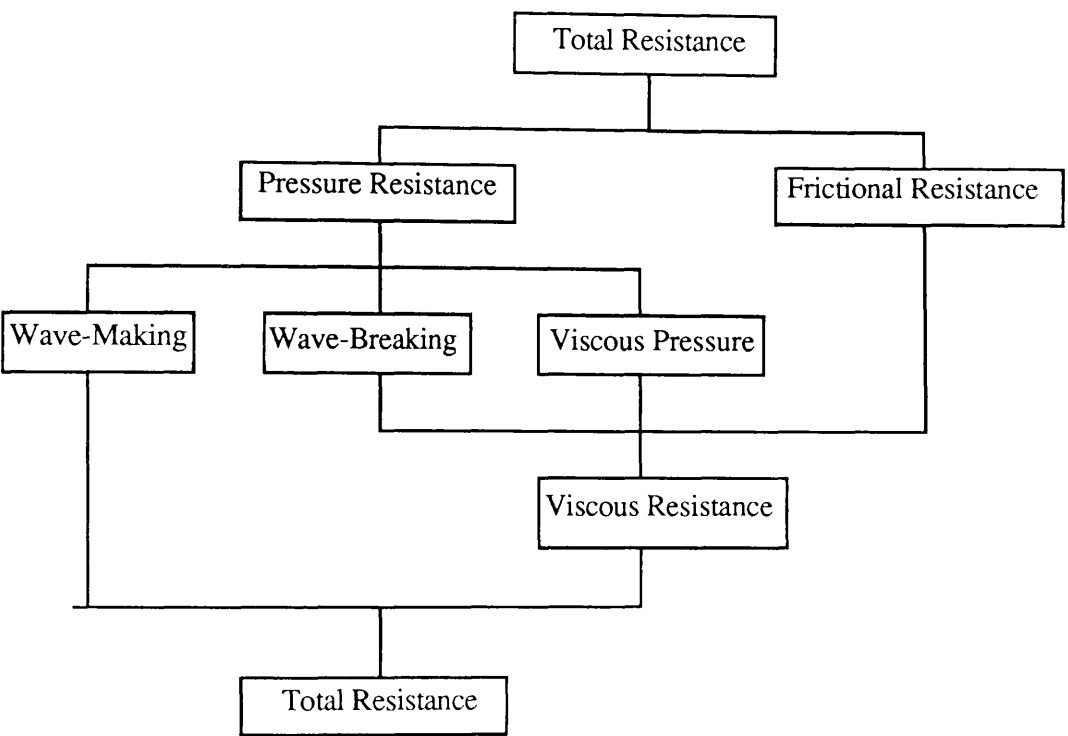 Total Resistance
Pressure Resistance
Frictional Resistance
Wave-Making
Wave-Breaking
Viscous Pressure
Viscous Resistance
Total Resistance